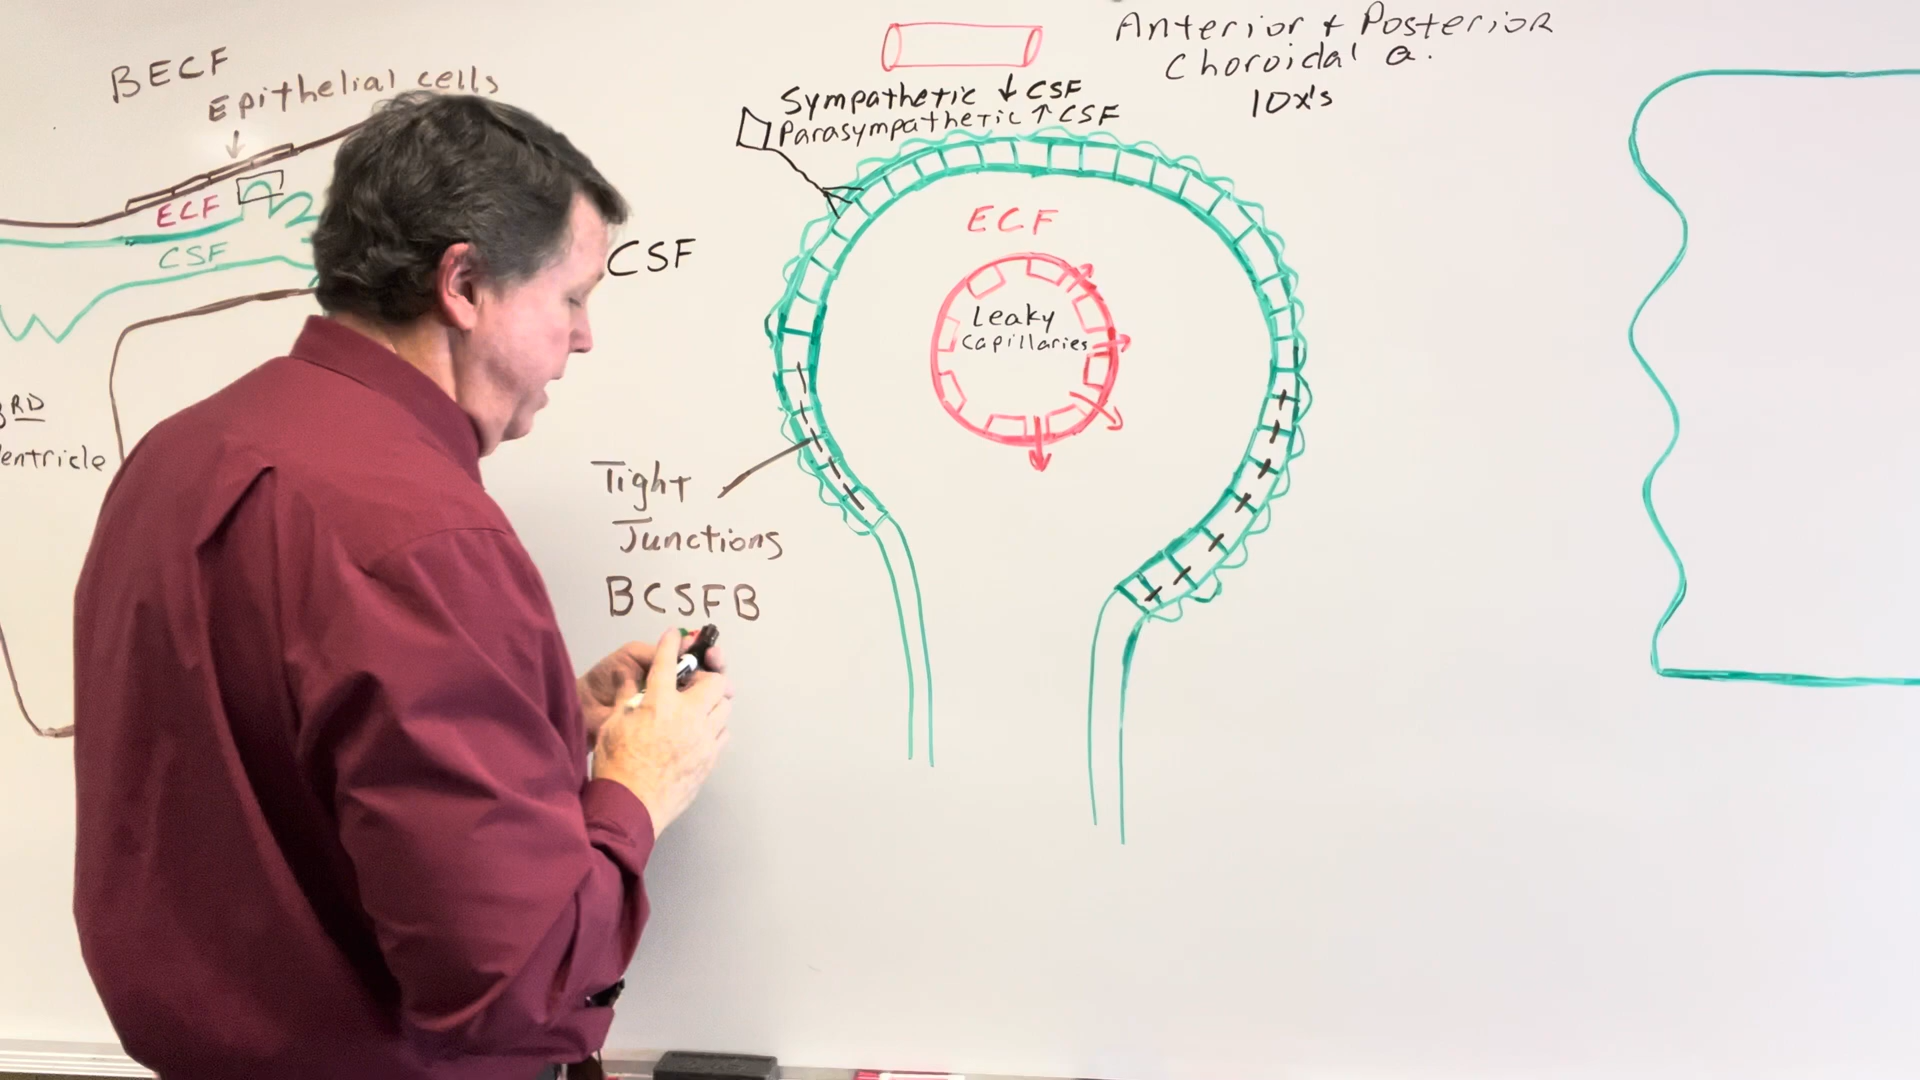 BECF
Epithelial cells
ECF
CSF
3RD
entricle
CSF
Anterior + Posterior
Choroidal a.
10x's
Sympathetic ↓ CSF
Parasympathetic ↑ CSF
ECF
Leaky
Capillaries
Tight
Junctions
BCSFB